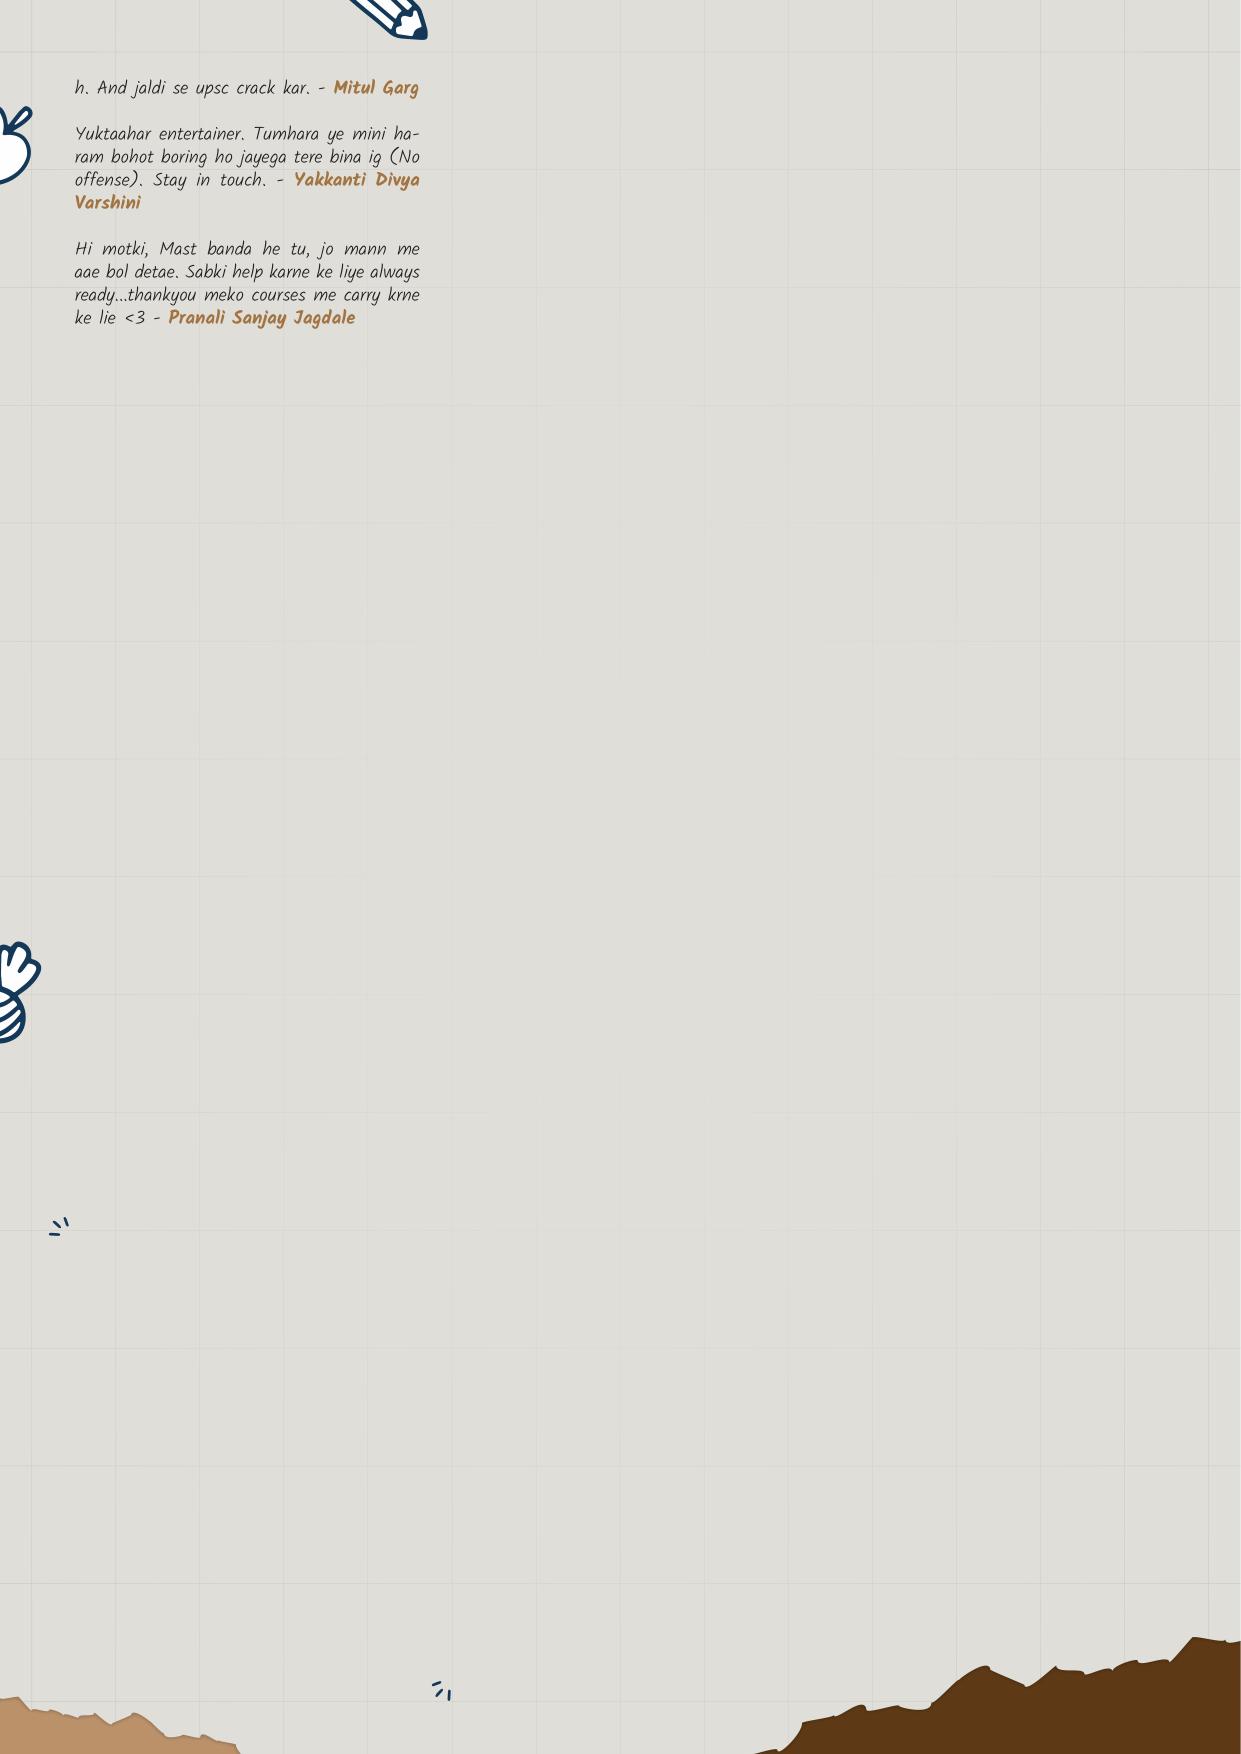 h. And jaldi se upsc crack kar. - Mitul Garg
Yuktaahar entertainer. Tumhara ye mini ha-
ram bohot boring ho jayega tere bina ig (No
offense). Stay in touch. - Yakkanti Divya
Varshini
Hi motki, Mast banda he tu, jo mann me
aae bol detae. Sabki help karne ke liye always
ready...thankyou meko courses me carry krne
ke lie <3 - Pranali Sanjay Jagdale